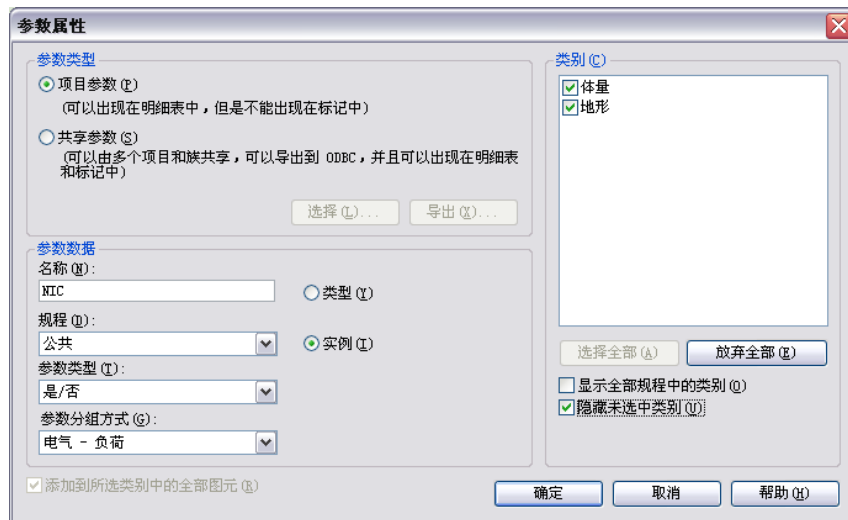 参数属性
参数类型
项目参数(P)
(可以出现在明细表中，但是不能出现在标记中)
共享参数(S)
(可以由多个项目和族共享，可以导出到 ODBC，并且可以出现在明细表
和标记中)
选择(L)...
导出(X)...
参数数据
名称(N):
NIC
类型(Y)
规程(D):
公共
实例(I)
参数类型(T):
是/否
参数分组方式(G):
电气 - 负荷
添加到所选类别中的全部图元(R)
类别(C)
体量
地形
选择全部(A)
放弃全部(E)
显示全部规程中的类别(O)
隐藏未选中类别(U)
确定
取消
帮助(H)